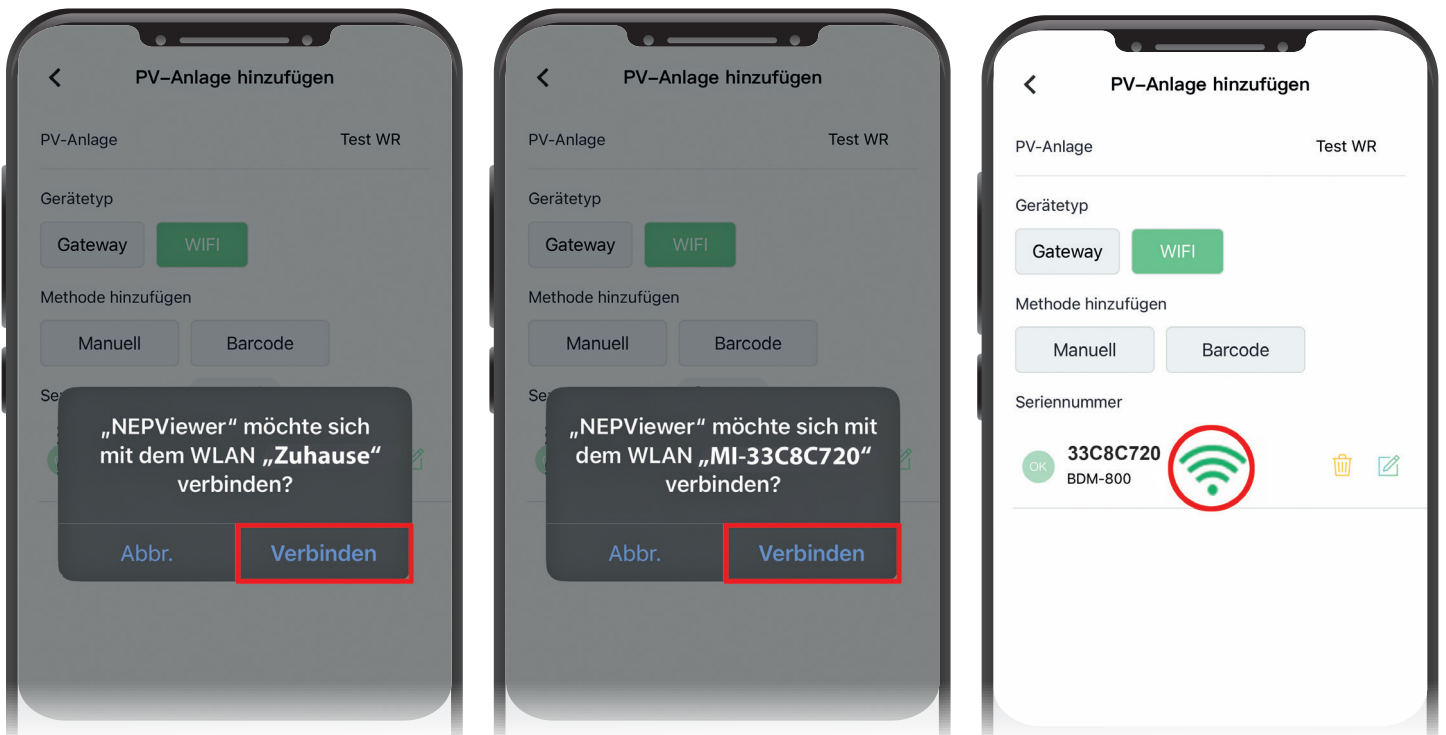 PV–Anlage hinzufügen
PV-Anlage Test WR
Gerätetyp
Gateway WIFI
Methode hinzufügen
Manuell Barcode
Se
„NEPViewer“ möchte sich
mit dem WLAN „Zuhause“
verbinden?
Abbr. Verbinden
PV–Anlage hinzufügen
PV-Anlage Test WR
Gerätetyp
Gateway WIFI
Methode hinzufügen
Manuell Barcode
Se
„NEPViewer“ möchte sich mit
dem WLAN „MI-33C8C720“
verbinden?
Abbr. Verbinden
PV–Anlage hinzufügen
PV-Anlage Test WR
Gerätetyp
Gateway WIFI
Methode hinzufügen
Manuell Barcode
Seriennummer
OK 33C8C720
BDM-800